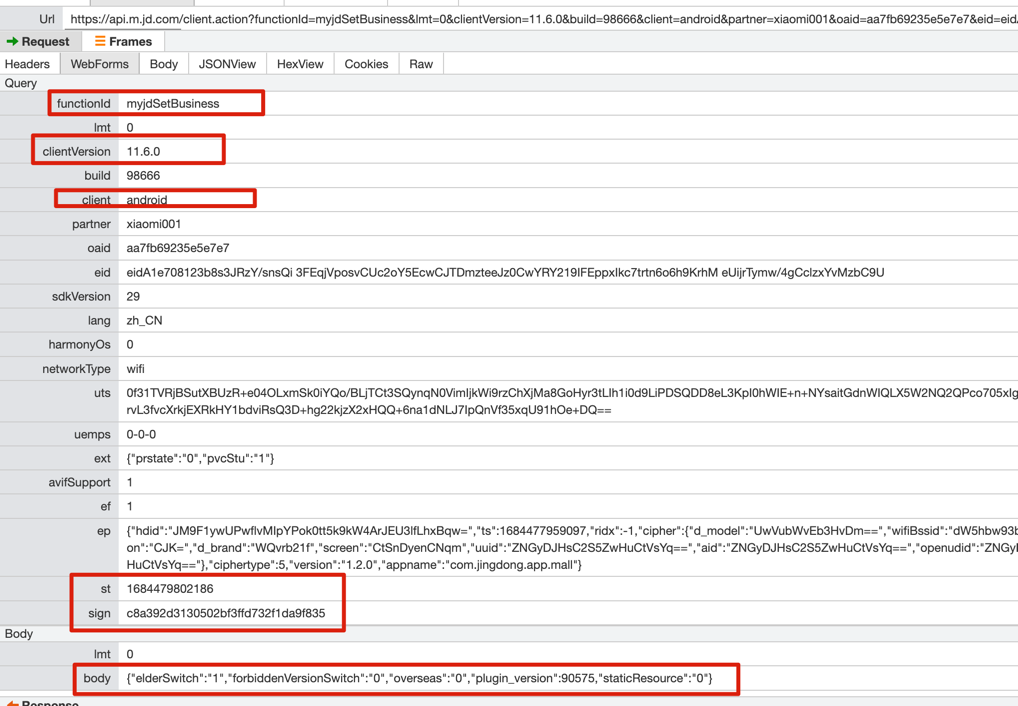 Url https://api.m.jd.com/client.action?functionId=myjdSetBusiness&lmt=0&clientVersion=11.6.0&build=98666&client=android&partner=xiaomi001&oaid=aa7fb69235e5e7e7&eid=eid
Request Frames
Headers WebForms Body JSONView HexView Cookies Raw
Query
functionId myjdSetBusiness
lmt 0
clientVersion 11.6.0
build 98666
client android
partner xiaomi001
oaid aa7fb69235e5e7e7
eid eidA1e708123b8s3JRzY/snsQi 3FEqjVposvCUc2oY5EcwCJTDmzteeJz0CwYRY219IFEppxIkc7trtn6o6h9KrhM eUijrTymw/4gCclzxYvMzbC9U
sdkVersion 29
lang zh_CN
harmonyOs 0
networkType wifi
uts 0f31TVRjBSutXBUzR+e04OLxmSk0iYQo/BLjTCt3SQynqN0VimIjkWi9rzChXjMa8GoHyr3tLIh1i0d9LiPDSQDD8eL3KpI0hWIE+n+NYsaitGdnWIQLX5W2NQ2QPco705xIg
rvL3fvcXrkjEXRkHY1bdviRsQ3D+hg22kjzX2xHQQ+6na1dNLJ7IpQnVf35xqU91hOe+DQ==
uemps 0-0-0
ext {"prstate":"0","pvcStu":"1"}
avifSupport 1
ef 1
ep {"hdid":"JM9F1ywUPwflvMIpYPok0tt5k9kW4ArJEU3lfLhxBqw=","ts":1684477959097,"ridx":-1,"cipher":{"d_model":"UwVubWvEb3HvDm==","wifiBssid":"dW5hbw93b
on":"CJK=","d_brand":"WQvrb21f","screen":"CtSnDyenCNqm","uuid":"ZNGyDJHsC2S5ZwHuCtVsYq==","aid":"ZNGyDJHsC2S5ZwHuCtVsYq==","openudid":"ZNGy
HuCtVsYq=="},"ciphertype":5,"version":"1.2.0","appname":"com.jingdong.app.mall"}
st 1684479802186
sign c8a392d3130502bf3ffd732f1da9f835
Body
lmt 0
body {"elderSwitch":"1","forbiddenVersionSwitch":"0","overseas":"0","plugin_version":90575,"staticResource":"0"}
Response